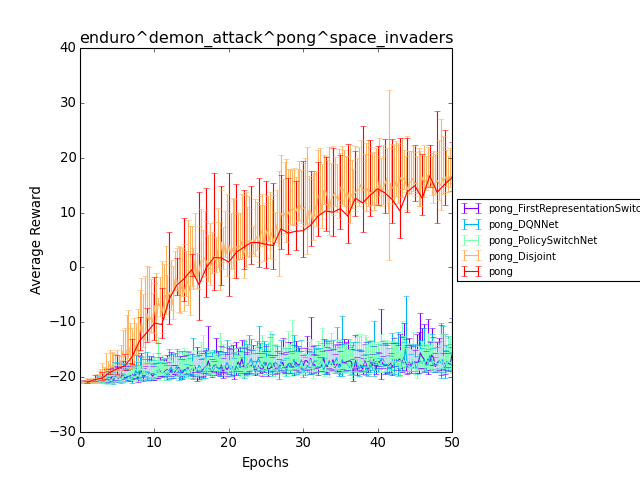 enduro^demon_attack^pong^space_invaders
40
30
20
10
0
−10
−20
−30
0
10
20
30
40
50
Average Reward
Epochs
pong_FirstRepresentationSwitc
pong_DQNNet
pong_PolicySwitchNet
pong_Disjoint
pong